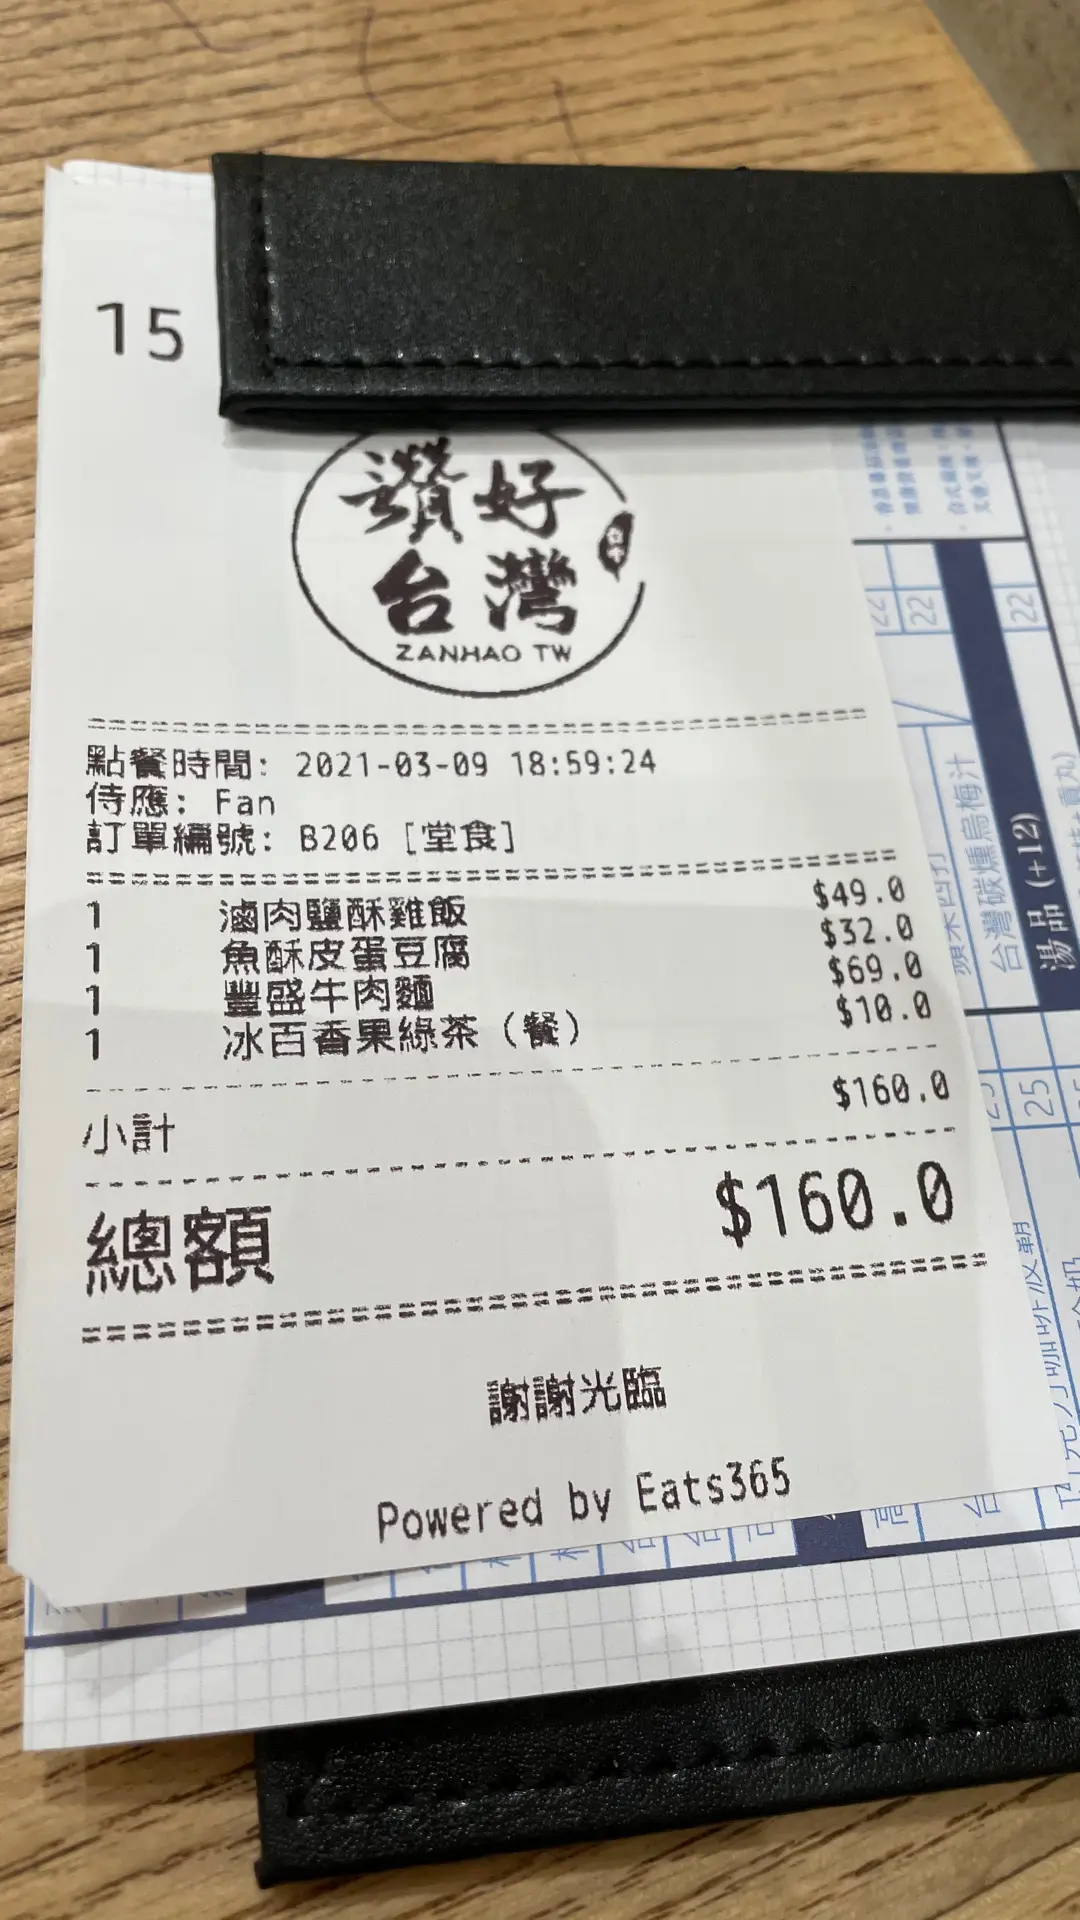 15
讚好
台灣
ZANHAO TW
點餐時間: 2021-03-09 18:59:24
侍應: Fan
訂單編號: B206 [堂食]
1 滷肉鹽酥雞飯 $49.0
1 魚酥皮蛋豆腐 $32.0
1 豐盛牛肉麵 $69.0
1 冰百香果綠茶（餐） $10.0
小計 $160.0
總額 $160.0
謝謝光臨
Powered by Eats365
22
22
22
台灣碳燻烏梅汁
湯品 (+12)
25